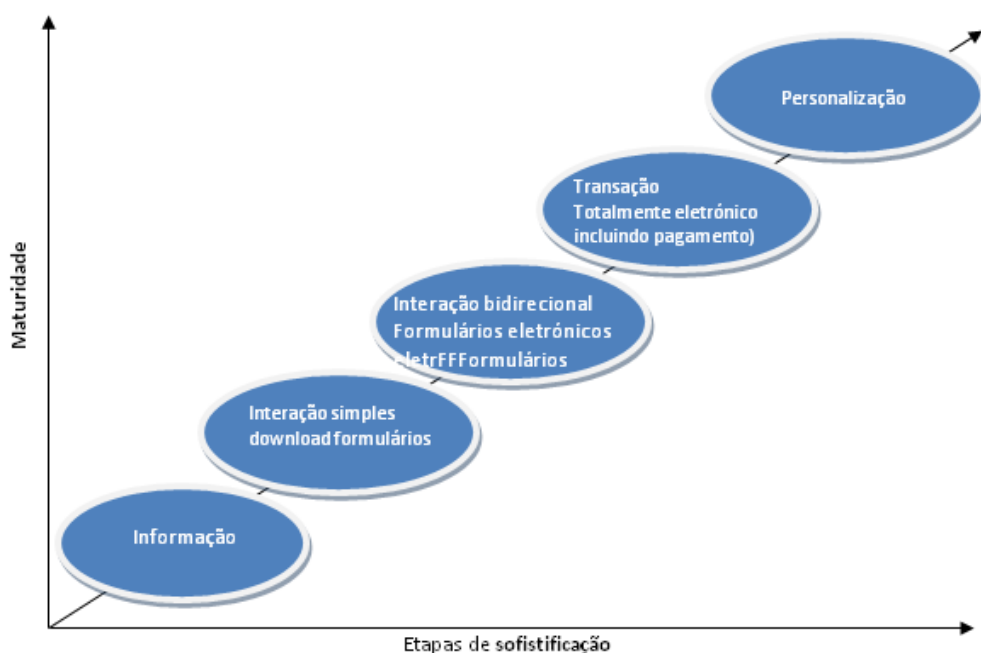 Personalização
Transação
Totalmente eletrónico
incluindo pagamento)
Interação bidirecional
Formulários eletrónicos
eletrFFFormulários
Interação simples
download formulários
Informação
Maturidade
Etapas de sofistificação